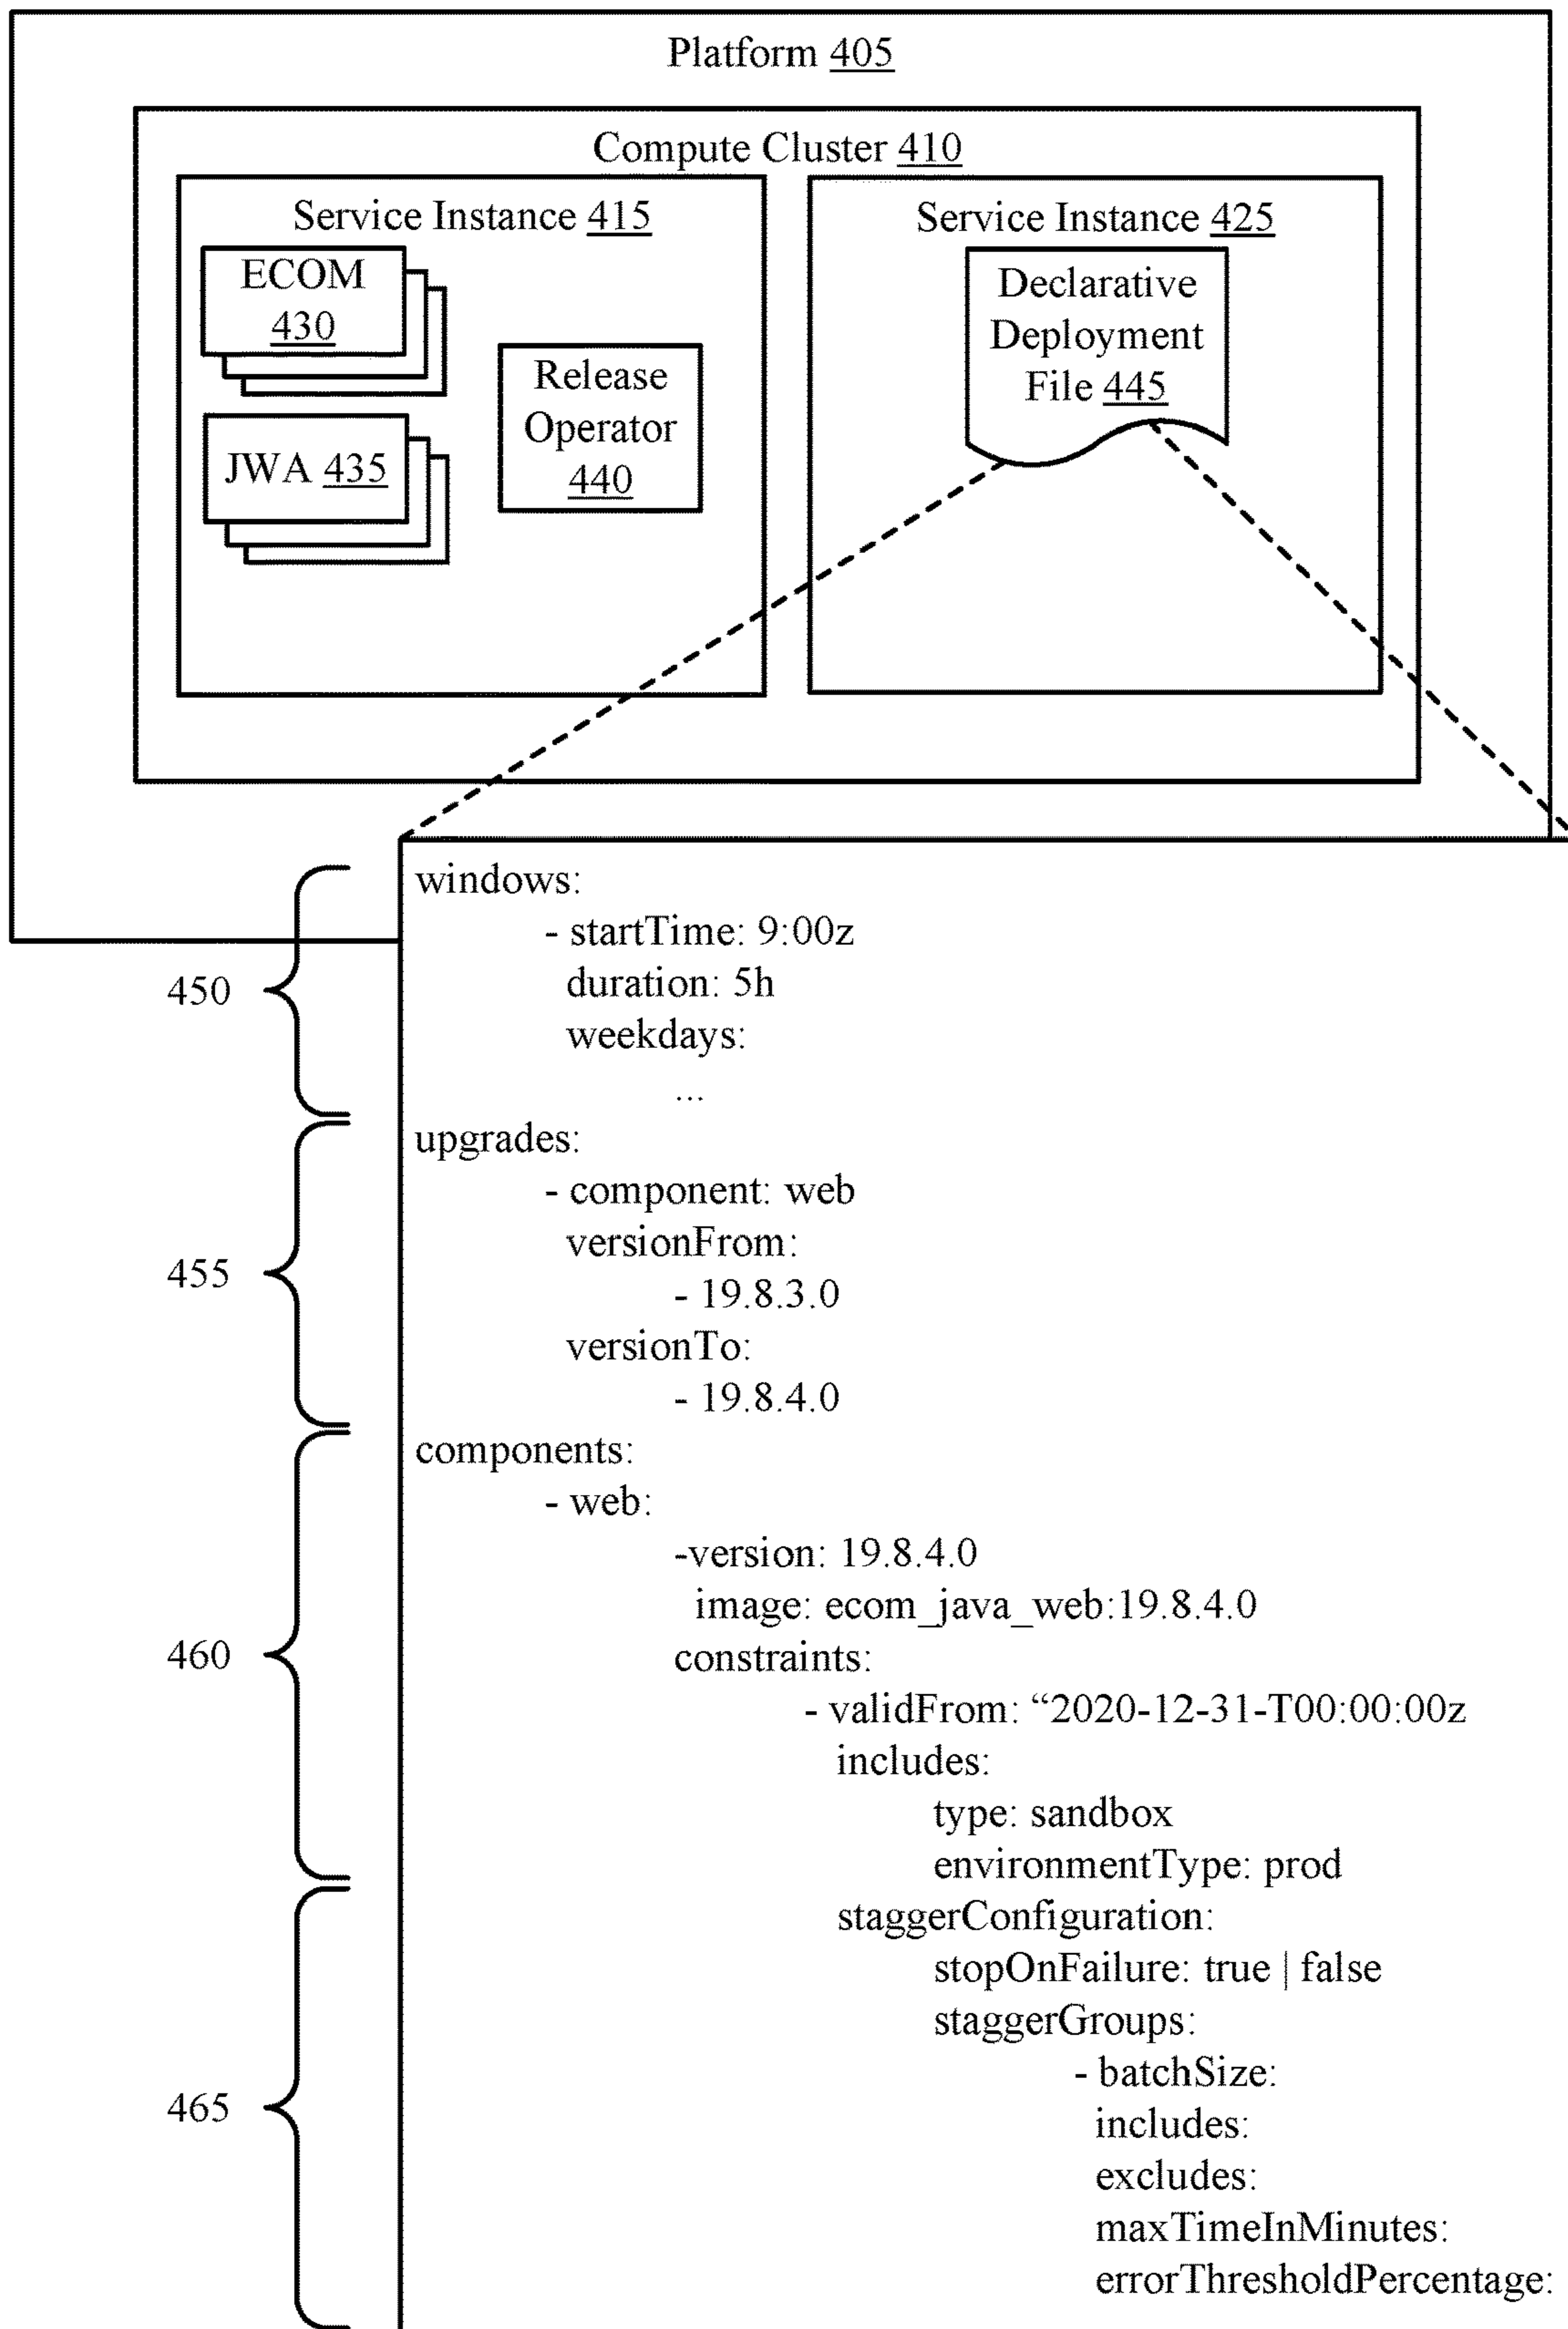 Platform 405
Compute Cluster 410
Service Instance 415
ECOM
430
JWA 435
Release
Operator
440
Service Instance 425
Declarative
Deployment
File 445
450
windows:
- startTime: 9:00z
duration: 5h
weekdays:
...
455
upgrades:
- component: web
versionFrom:
- 19.8.3.0
versionTo:
- 19.8.4.0
460
components:
- web:
-version: 19.8.4.0
image: ecom_java_web:19.8.4.0
constraints:
- validFrom: “2020-12-31-T00:00:00z
includes:
type: sandbox
environmentType: prod
465
staggerConfiguration:
stopOnFailure: true | false
staggerGroups:
- batchSize:
includes:
excludes:
maxTimeInMinutes:
errorThresholdPercentage: